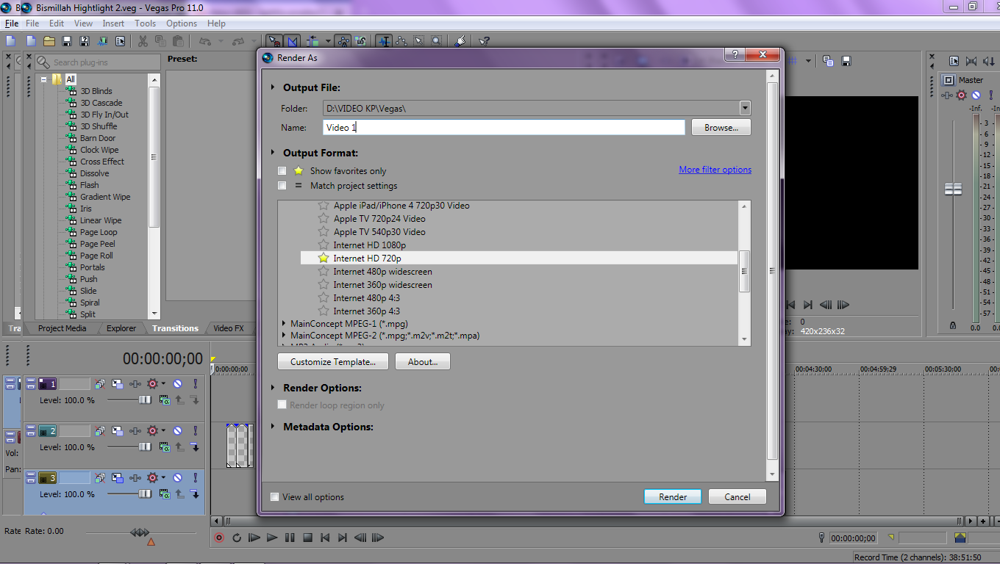 Bismillah Hightlight 2.veg - Vegas Pro 11.0
File File Edit View Insert Tools Options Help
Search plug-ins
Preset:
All
3D Blinds
3D Cascade
3D Fly In/Out
3D Shuffle
Barn Door
Clock Wipe
Cross Effect
Dissolve
Flash
Gradient Wipe
Iris
Linear Wipe
Page Loop
Page Peel
Page Roll
Portals
Push
Slide
Spiral
Split
Tra Project Media Explorer Transitions Video FX
Render As
Output File:
Folder: D:\VIDEO KP\Vegas\
Name: Video 1 Browse...
Output Format:
Show favorites only More filter options
Match project settings
Apple iPad/iPhone 4 720p30 Video
Apple TV 720p24 Video
Apple TV 540p30 Video
Internet HD 1080p
Internet HD 720p
Internet 480p widescreen
Internet 360p widescreen
Internet 480p 4:3
Internet 360p 4:3
MainConcept MPEG-1 (*.mpg)
MainConcept MPEG-2 (*.mpg;*.m2v;*.m2t;*.mpa)
Customize Template... About...
Render Options:
Render loop region only
Metadata Options:
View all options Render Cancel
Master
-Inf. -In
- 3 -
- 6 -
- 9 -
-12-
-15-
-18-
-21-
-24-
-27-
-30-
-33-
-36-
-39-
-42-
-45-
-48-
-51-
-54-
-57-
0.0 0.0
e: 0
ay: 420x236x32
00:00:00;00
0:00:00;00 00:04:30;00 00:04:59;29 00:05:30;00 00:0
1
Level: 100.0 %
2
Level: 100.0 %
Vol:
Pan:
3
Level: 100.0 %
Rate Rate: 0.00
00:00:00;00
Record Time (2 channels): 38:51:50